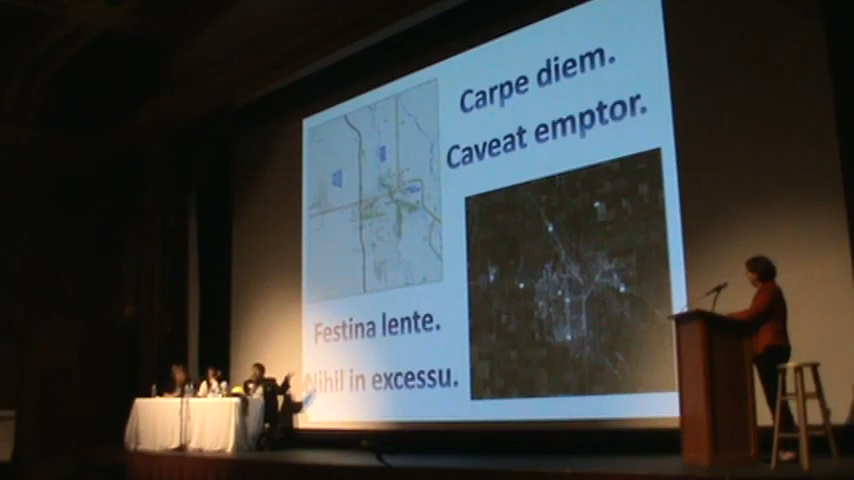 Carpe diem.
Caveat emptor.
Festina lente.
Nihil in excessu.